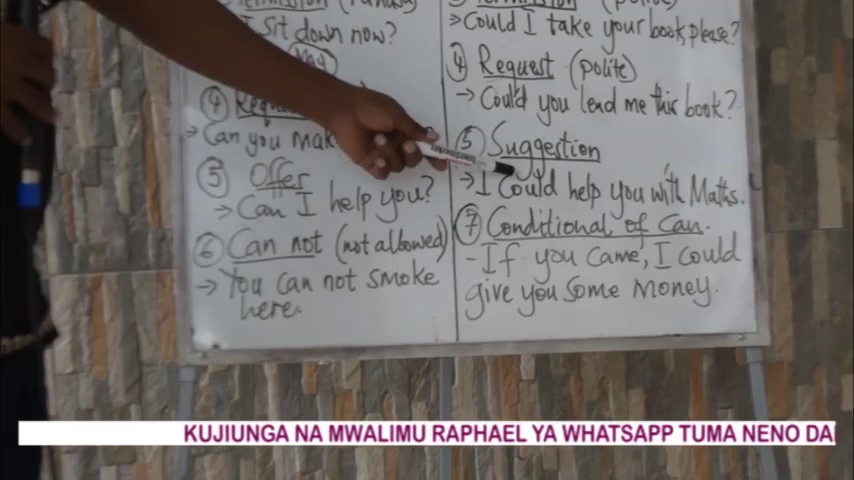 I Sit down now?
④
→ Can you mak
⑤ Offer
→ Can I help you?
⑥ Can not (not allowed)
→ You can not smoke
here.
> Could I take your book, please?
④ Request (polite)
→ Could you lend me this book?
⑤ Suggestion
→ I Could help you with Maths.
⑦ Conditional of Can.
- If you came, I could
give you some money.
KUJIUNGA NA MWALIMU RAPHAEL YA WHATSAPP TUMA NENO DA